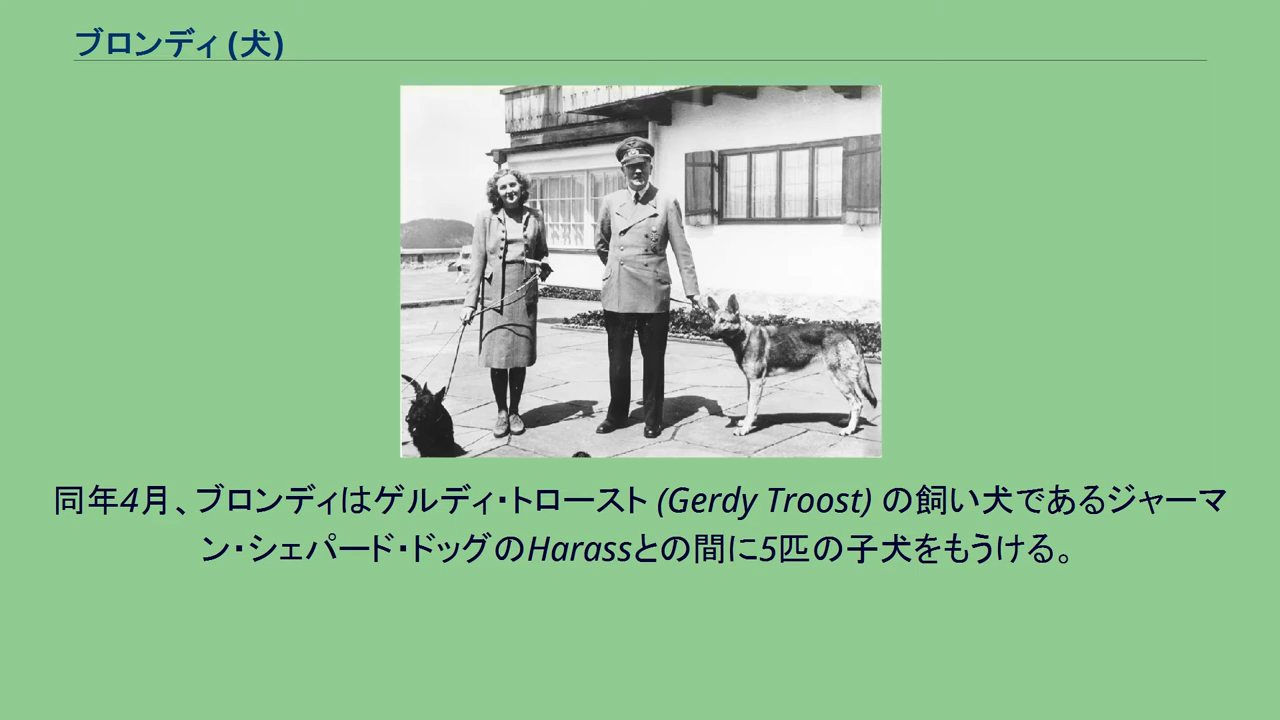 ブロンディ (犬)
同年4月、ブロンディはゲルディ・トロースト (Gerdy Troost) の飼い犬であるジャーマ
ン・シェパード・ドッグのHarassとの間に5匹の子犬をもうける。